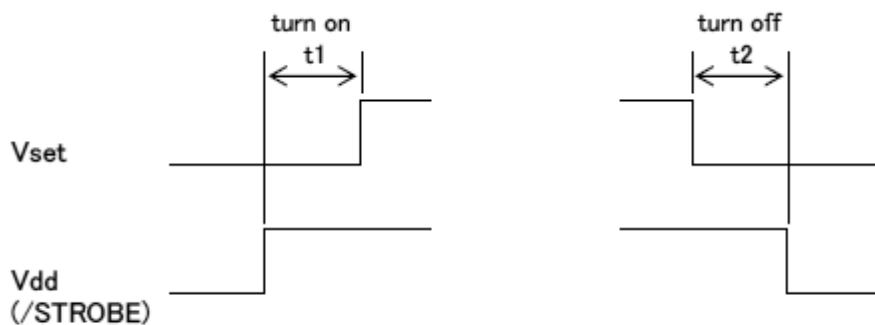 turn on
t1
turn off
t2
Vset
Vdd
(/STROBE)